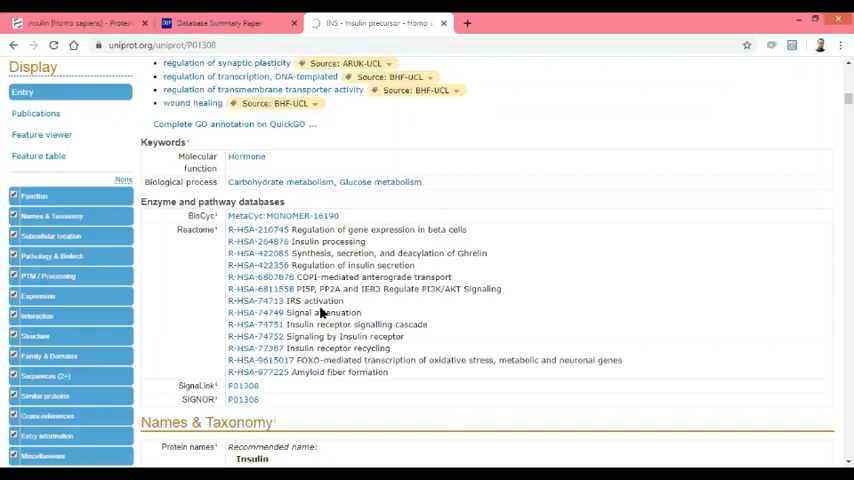 insulin [Homo sapiens] - Protein
Database Summary Paper
INS - Insulin precursor - Homo s
uniprot.org/uniprot/P01308
Display
Entry
Publications
Feature viewer
Feature table
None
Function
Names & Taxonomy
Subcellular location
Pathology & Biotech
PTM / Processing
Expression
Interaction
Structure
Family & Domains
Sequences (2+)
Similar proteins
Cross-references
Entry information
Miscellaneous
regulation of synaptic plasticity Source: ARUK-UCL
regulation of transcription, DNA-templated Source: BHF-UCL
regulation of transmembrane transporter activity Source: BHF-UCL
wound healing Source: BHF-UCL
Complete GO annotation on QuickGO ...
Keywords i
Molecular function Hormone
Biological process Carbohydrate metabolism, Glucose metabolism
Enzyme and pathway databases
BioCyc i MetaCyc:MONOMER-16190
Reactome i R-HSA-210745 Regulation of gene expression in beta cells
R-HSA-264876 Insulin processing
R-HSA-422085 Synthesis, secretion, and deacylation of Ghrelin
R-HSA-422356 Regulation of insulin secretion
R-HSA-6807878 COPI-mediated anterograde transport
R-HSA-6811558 PI5P, PP2A and IER3 Regulate PI3K/AKT Signaling
R-HSA-74713 IRS activation
R-HSA-74749 Signal attenuation
R-HSA-74751 Insulin receptor signalling cascade
R-HSA-74752 Signaling by Insulin receptor
R-HSA-77387 Insulin receptor recycling
R-HSA-9615017 FOXO-mediated transcription of oxidative stress, metabolic and neuronal genes
R-HSA-977225 Amyloid fiber formation
SignaLink i P01308
SIGNOR i P01308
Names & Taxonomy i
Protein names i Recommended name:
Insulin